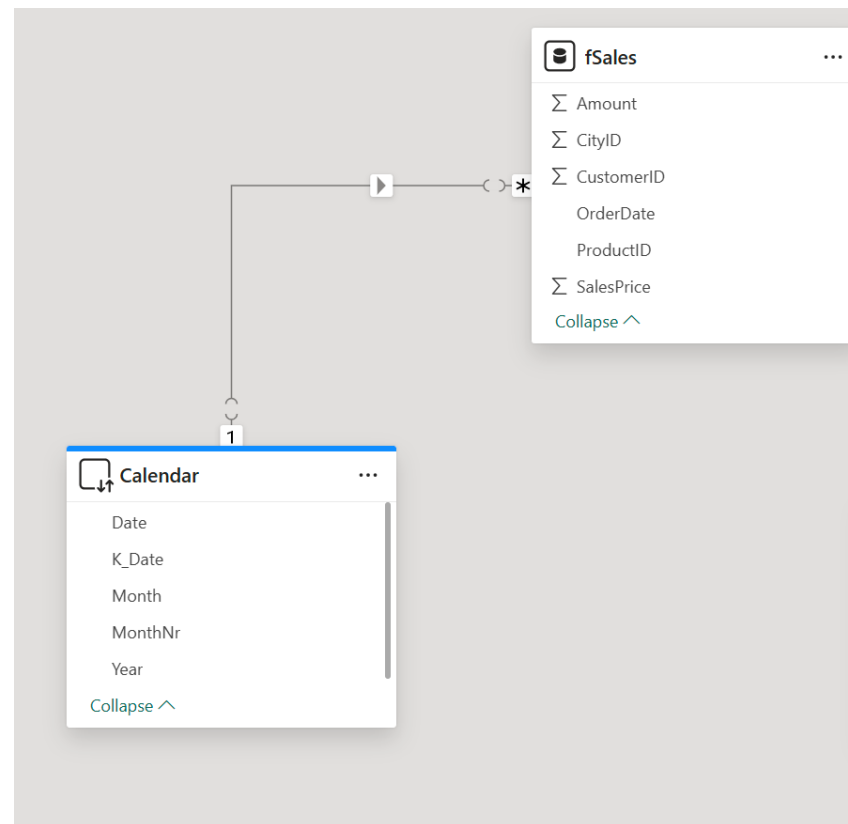 fSales
Amount
CityID
CustomerID
OrderDate
ProductID
SalesPrice
Collapse
*
1
Calendar
Date
K_Date
Month
MonthNr
Year
Collapse